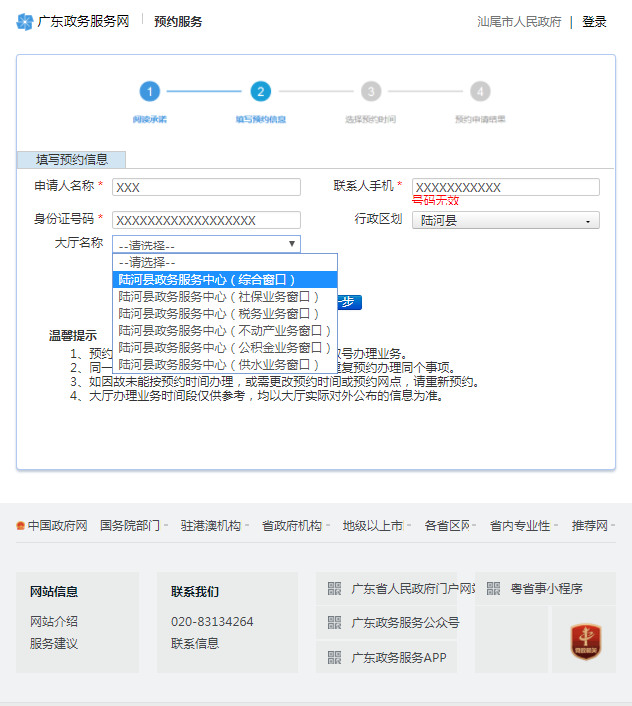 广东政务服务网 预约服务 汕尾市人民政府 | 登录
1 2 3 4
阅读承诺 填写预约信息 选择预约时间 预约申请结果
填写预约信息
申请人名称 * XXX 联系人手机 * XXXXXXXXXXX
号码无效
身份证号码 * XXXXXXXXXXXXXXXXXX 行政区划 陆河县
大厅名称 --请选择--
--请选择--
陆河县政务服务中心（综合窗口）
陆河县政务服务中心（社保业务窗口）
陆河县政务服务中心（税务业务窗口） 步
陆河县政务服务中心（不动产业务窗口）
陆河县政务服务中心（公积金业务窗口）
陆河县政务服务中心（供水业务窗口）
温馨提示
1、预约 号办理业务。
2、同一 重复预约办理同个事项。
3、如因故未能按预约时间办理，或需更改预约时间或预约网点，请重新预约。
4、大厅办理业务时间段仅供参考，均以大厅实际对外公布的信息为准。
中国政府网 国务院部门 驻港澳机构 省政府机构 地级以上市 各省区网 省内专业性 推荐网
网站信息
网站介绍
服务建议
联系我们
020-83134264
联系信息
广东省人民政府门户网站
广东政务服务公众号
广东政务服务APP
粤省事小程序
党政机关